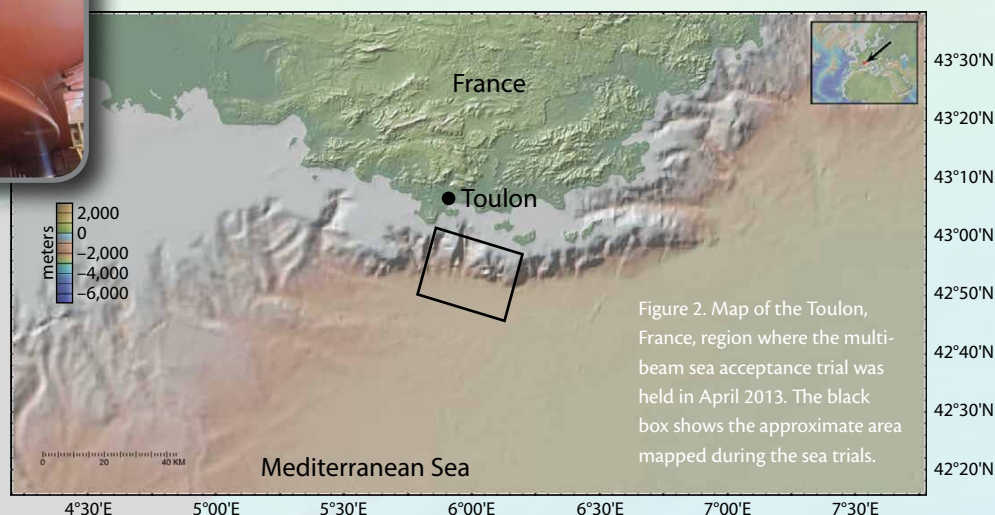 France
Toulon
Mediterranean Sea
meters
2,000
0
−2,000
−4,000
−6,000
0 20 40 KM
43°30'N
43°20'N
43°10'N
43°00'N
42°50'N
42°40'N
42°30'N
42°20'N
4°30'E 5°00'E 5°30'E 6°00'E 6°30'E 7°00'E 7°30'E
Figure 2. Map of the Toulon,
France, region where the multi-
beam sea acceptance trial was
held in April 2013. The black
box shows the approximate area
mapped during the sea trials.